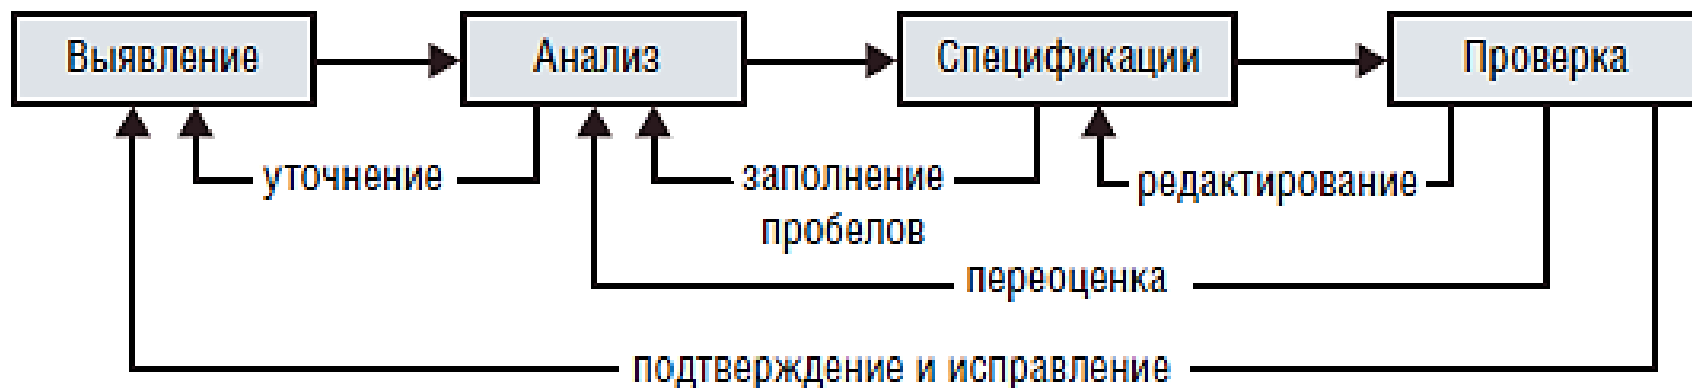 Выявление
Анализ
Спецификации
Проверка
уточнение
заполнение
пробелов
редактирование
переоценка
подтверждение и исправление